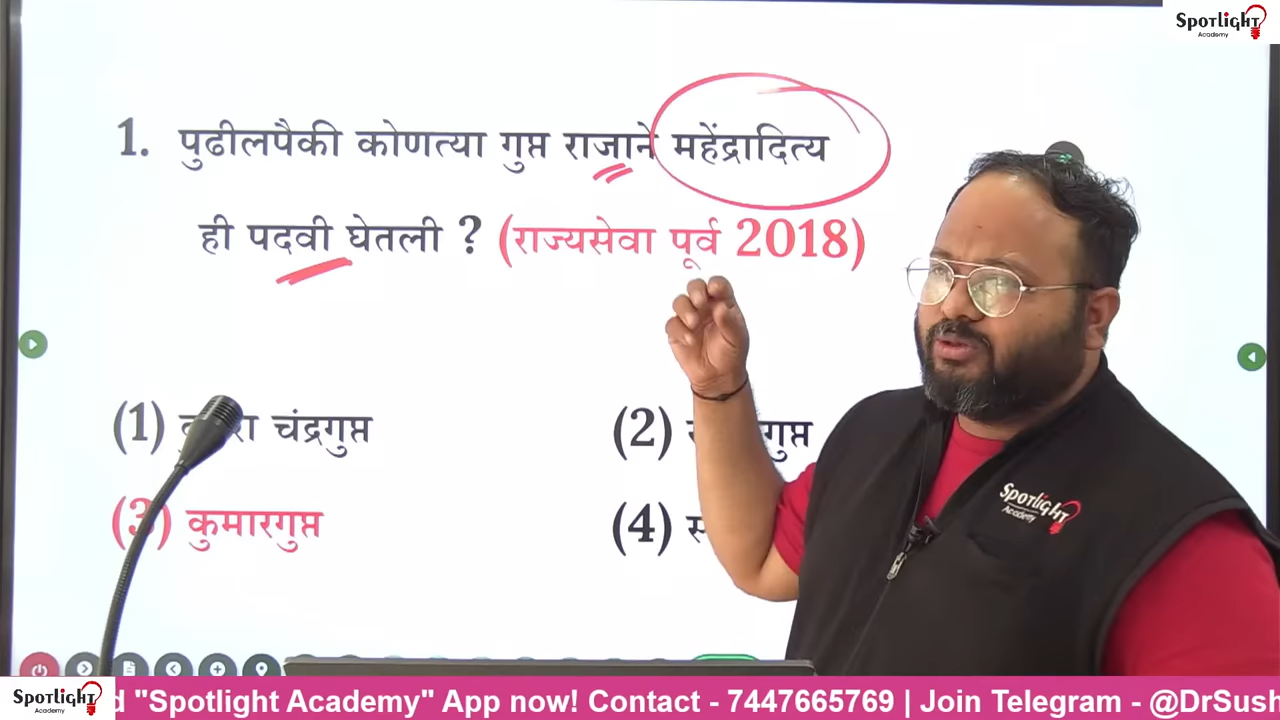 Spotlight
Academy
1. पुढीलपैकी कोणत्या गुप्त राजाने महेंद्रादित्य
ही पदवी घेतली ? (राज्यसेवा पूर्व 2018)
(1) चंद्रगुप्त
(2)
(3) कुमारगुप्त
(4)
Spotlight
Academy
Spotlight
Academy
"Spotlight Academy" App now! Contact - 7447665769 | Join Telegram - @DrSush